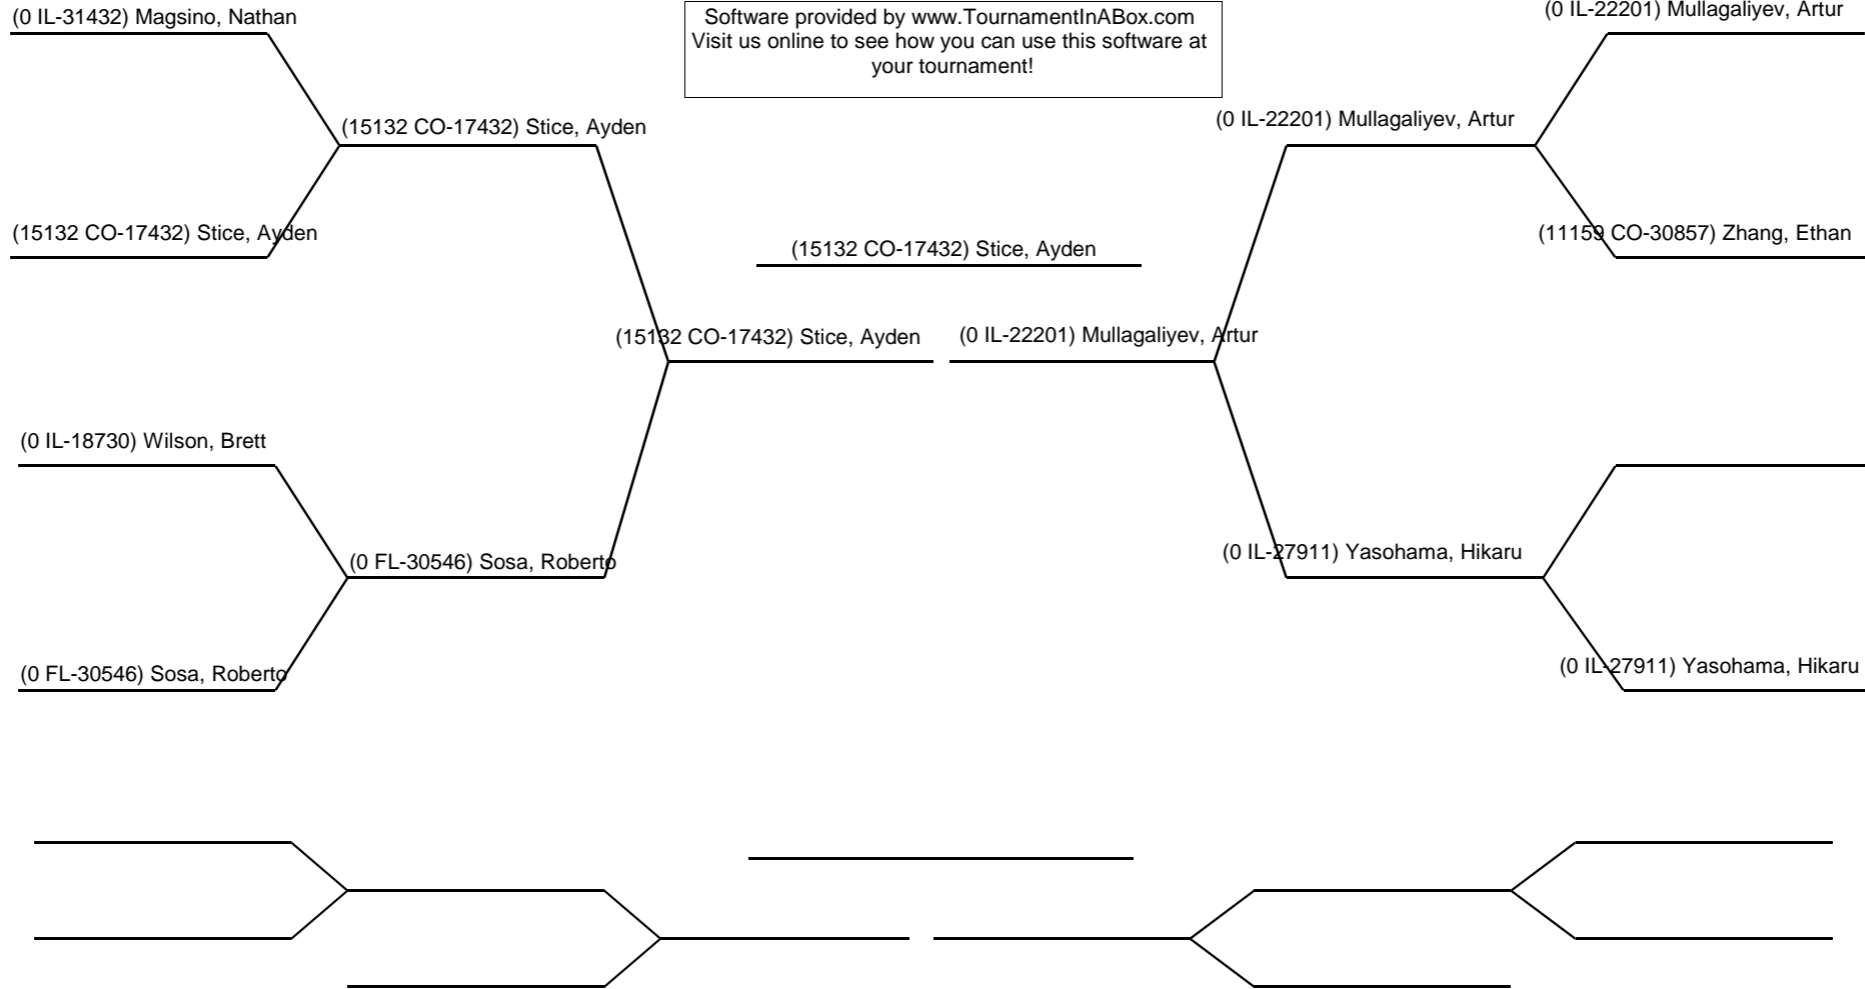 (0 IL-31432) Magsino, Nathan
Software provided by www.TournamentInABox.com
Visit us online to see how you can use this software at
your tournament!
(0 IL-22201) Mullagaliyev, Artur
(15132 CO-17432) Stice, Ayden
(0 IL-22201) Mullagaliyev, Artur
(15132 CO-17432) Stice, Ayden
(15132 CO-17432) Stice, Ayden
(11159 CO-30857) Zhang, Ethan
(15132 CO-17432) Stice, Ayden
(0 IL-22201) Mullagaliyev, Artur
(0 IL-18730) Wilson, Brett
(0 FL-30546) Sosa, Roberto
(0 IL-27911) Yasohama, Hikaru
(0 FL-30546) Sosa, Roberto
(0 IL-27911) Yasohama, Hikaru